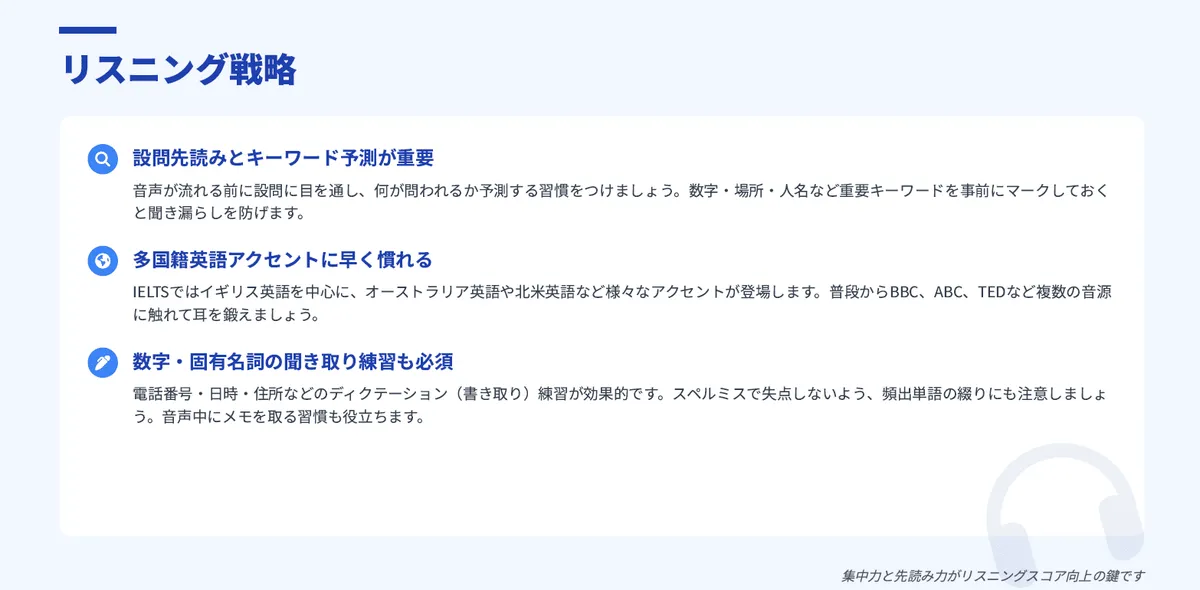 リスニング戦略
設問先読みとキーワード予測が重要
音声が流れる前に設問に目を通し、何が問われるか予測する習慣をつけましょう。数字・場所・人名など重要キーワードを事前にマークしておく
と聞き漏らしを防げます。
多国籍英語アクセントに早く慣れる
IELTSではイギリス英語を中心に、オーストラリア英語や北米英語など様々なアクセントが登場します。普段からBBC、ABC、TEDなど複数の音源
に触れて耳を鍛えましょう。
数字・固有名詞の聞き取り練習も必須
電話番号・日時・住所などのディクテーション（書き取り）練習が効果的です。スペルミスで失点しないよう、頻出単語の綴りにも注意しましょ
う。音声中にメモを取る習慣も役立ちます。
集中力と先読み力がリスニングスコア向上の鍵です